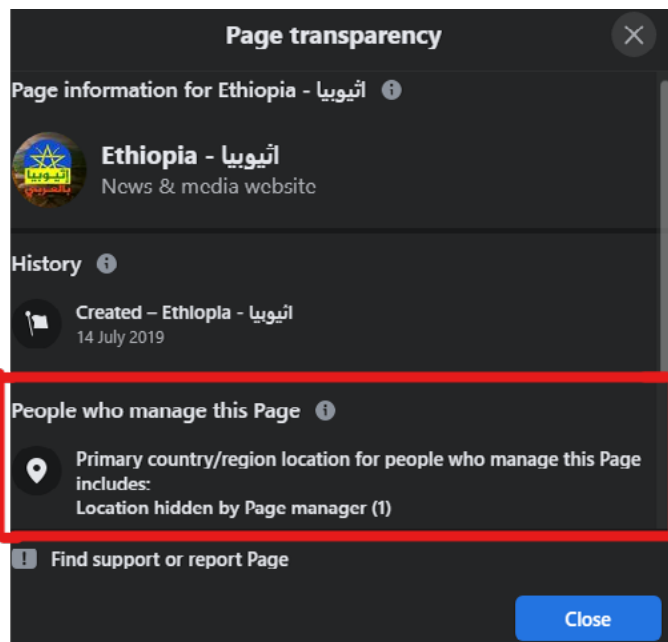 Page transparency
Page information for Ethiopia - اثيوبيا
Ethiopia - اثيوبيا
إثيوبيا
بالعربي
News & media website
History
Created – Ethiopia - اثيوبيا
14 July 2019
People who manage this Page
Primary country/region location for people who manage this Page
includes:
Location hidden by Page manager (1)
Find support or report Page
Close